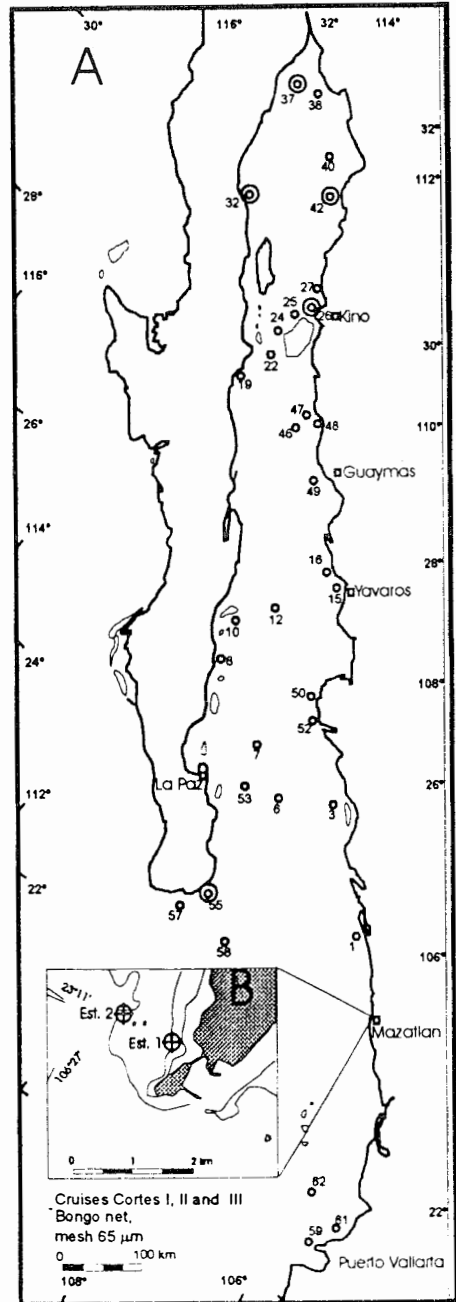 30° 116° 32° 114°
A
37 38
32°
40
112°
28°
32 42
116°
27
25 26 Kino
24
30°
22
19
26° 47 110°
46 48
Guaymas
49
114°
28°
16
15 Yavaros
12
10
24° 8
108°
50
52
7
La Paz
26°
53 6 3
112°
22°
55
57
1
58 106°
B
23°11'
Est. 2
Est. 1
Mazatlan
106°27'
0 1 2 km
62
Cruises Cortes I, II and III
Bongo net,
mesh 65 μm
61 22°
59
0 100 km
Puerto Vallarta
108° 106°